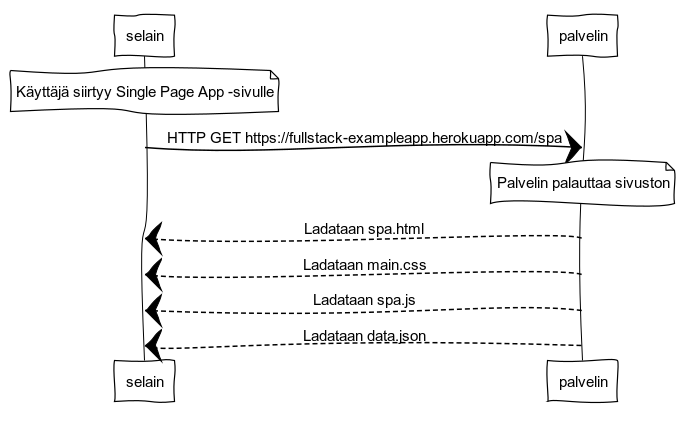 selain
palvelin
Käyttäjä siirtyy Single Page App -sivulle
HTTP GET https://fullstack-exampleapp.herokuapp.com/spa
Palvelin palauttaa sivuston
Ladataan spa.html
Ladataan main.css
Ladataan spa.js
Ladataan data.json
selain
palvelin